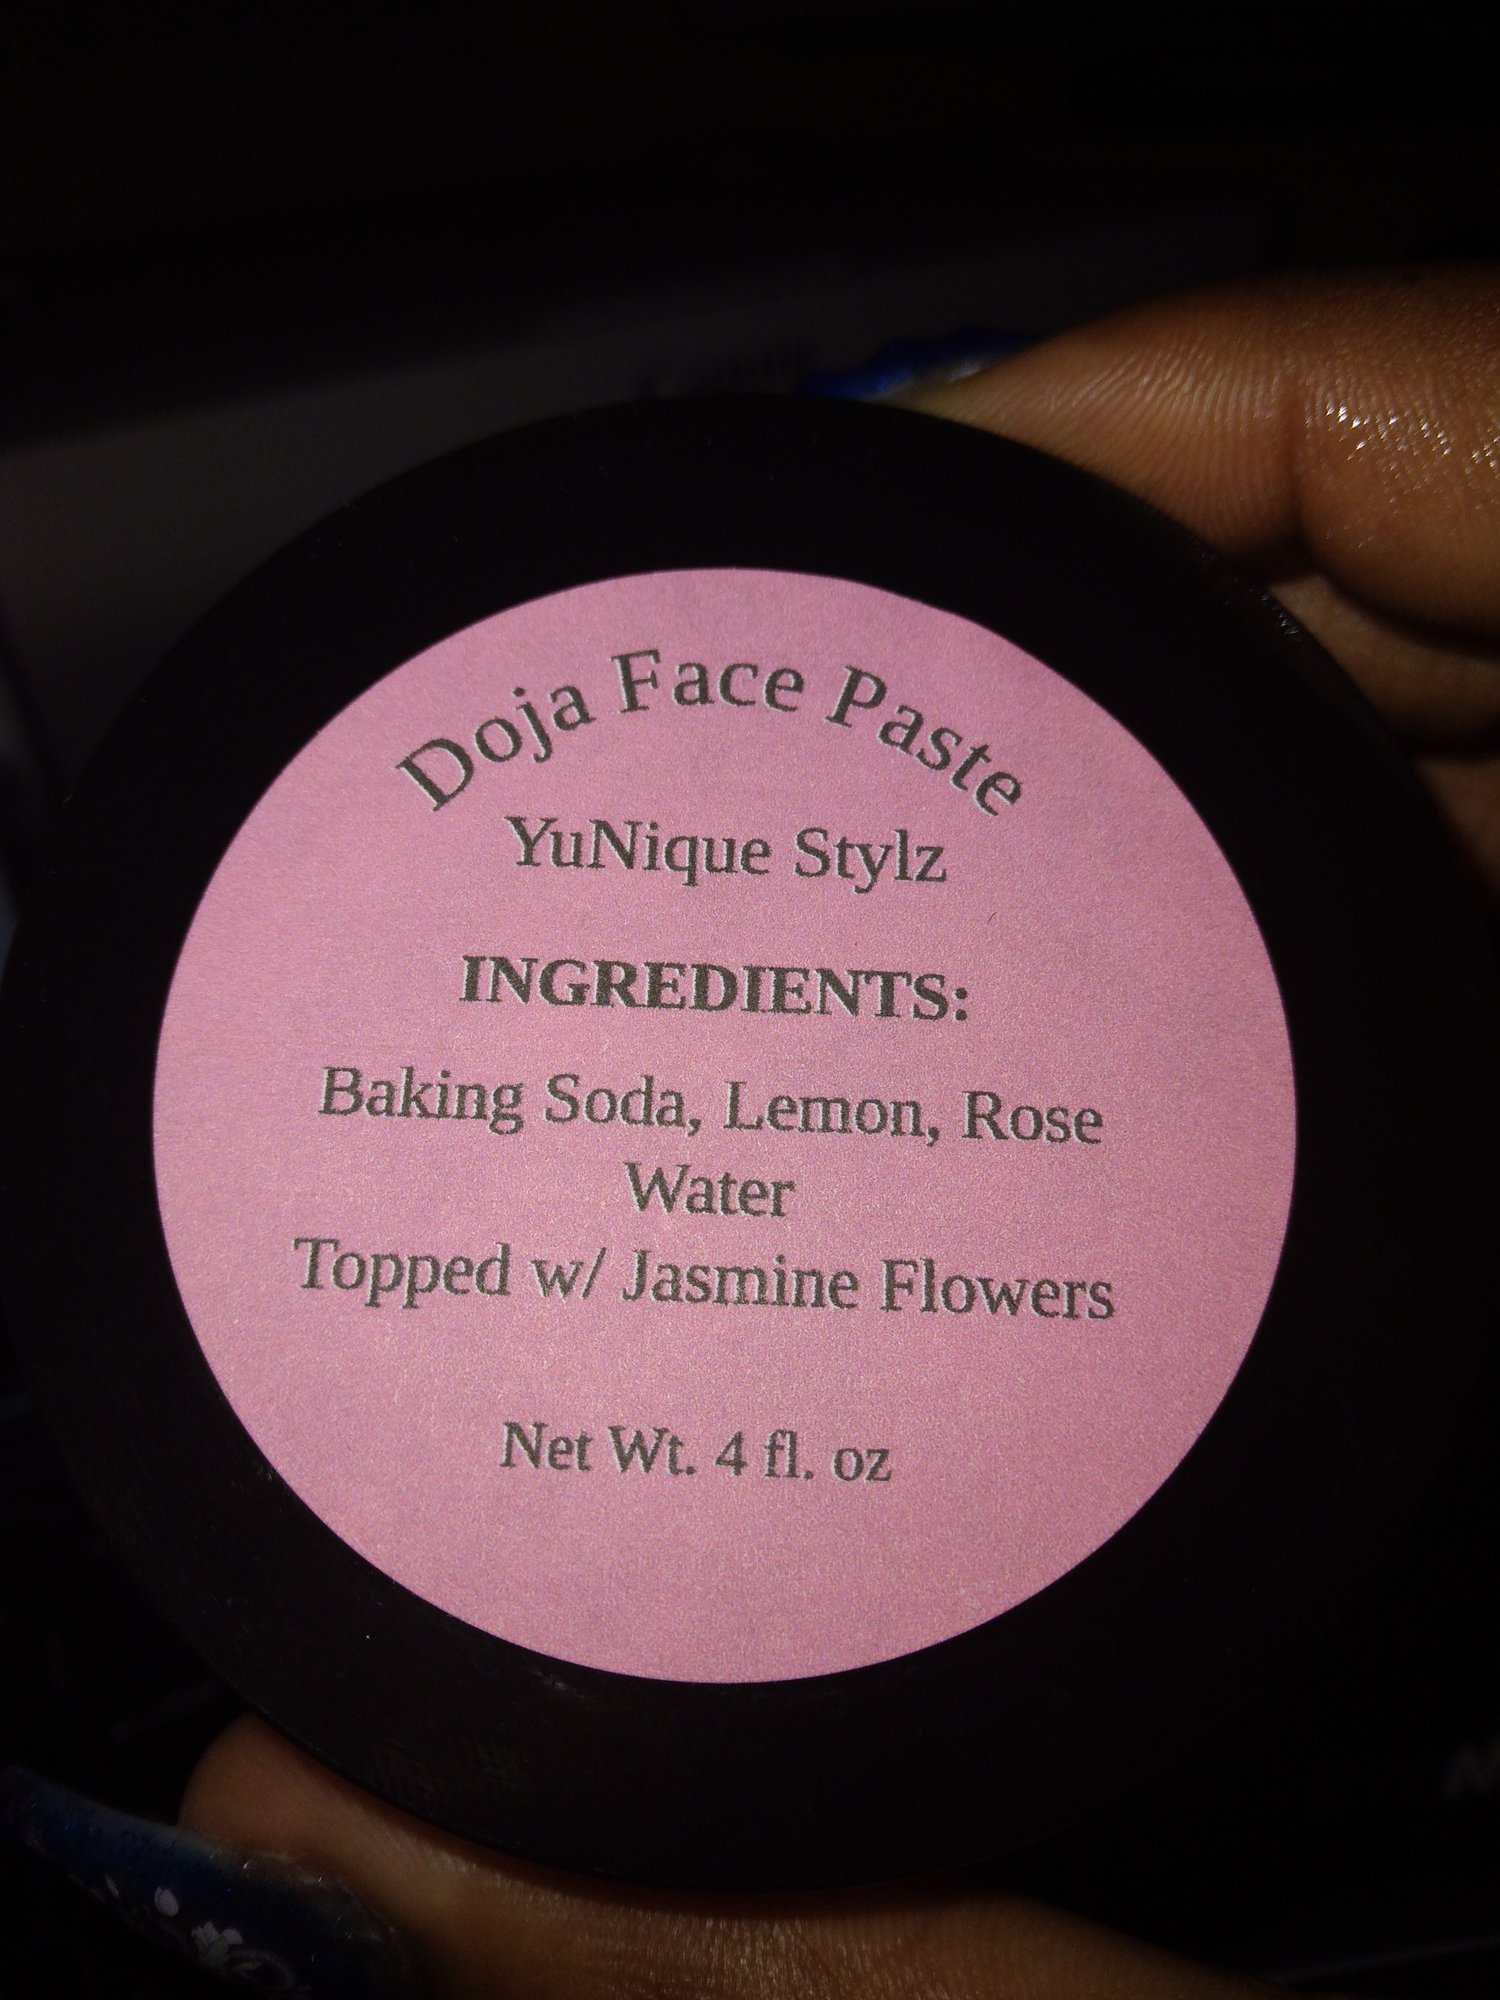 Doja Face Paste
YuNique Stylz
INGREDIENTS:
Baking Soda, Lemon, Rose
Water
Topped w/ Jasmine Flowers
Net Wt. 4 fl. oz